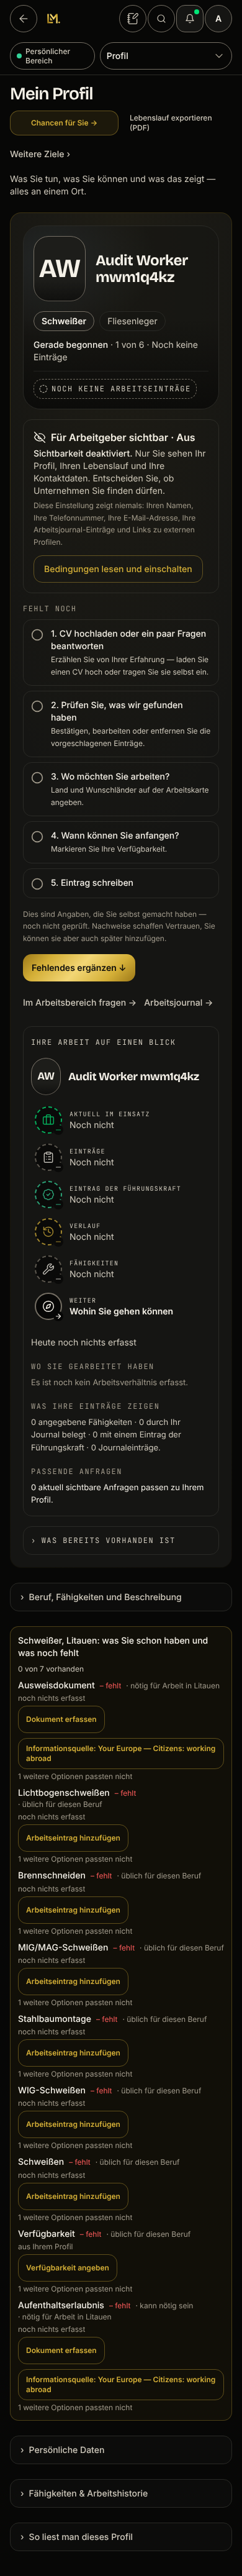 LM
A
Persönlicher
Bereich
Profil
Mein Profil
Chancen für Sie →
Lebenslauf exportieren
(PDF)
Weitere Ziele ›
Was Sie tun, was Sie können und was das zeigt —
alles an einem Ort.
AW
Audit Worker
mwm1q4kz
Schweißer
Fliesenleger
Gerade begonnen · 1 von 6 · Noch keine
Einträge
NOCH KEINE ARBEITSEINTRÄGE
Für Arbeitgeber sichtbar · Aus
Sichtbarkeit deaktiviert. Nur Sie sehen Ihr
Profil, Ihren Lebenslauf und Ihre
Kontaktdaten. Entscheiden Sie, ob
Unternehmen Sie finden dürfen.
Diese Einstellung zeigt niemals: Ihren Namen,
Ihre Telefonnummer, Ihre E-Mail-Adresse, Ihre
Arbeitsjournal-Einträge und Links zu externen
Profilen.
Bedingungen lesen und einschalten
FEHLT NOCH
1. CV hochladen oder ein paar Fragen
beantworten
Erzählen Sie von Ihrer Erfahrung — laden Sie
einen CV hoch oder tragen Sie sie selbst ein.
2. Prüfen Sie, was wir gefunden
haben
Bestätigen, bearbeiten oder entfernen Sie die
vorgeschlagenen Einträge.
3. Wo möchten Sie arbeiten?
Land und Wunschländer auf der Arbeitskarte
angeben.
4. Wann können Sie anfangen?
Markieren Sie Ihre Verfügbarkeit.
5. Eintrag schreiben
Dies sind Angaben, die Sie selbst gemacht haben —
noch nicht geprüft. Nachweise schaffen Vertrauen, Sie
können sie aber auch später hinzufügen.
Fehlendes ergänzen ↓
Im Arbeitsbereich fragen → Arbeitsjournal →
IHRE ARBEIT AUF EINEN BLICK
AW
Audit Worker mwm1q4kz
AKTUELL IM EINSATZ
Noch nicht
EINTRÄGE
Noch nicht
EINTRAG DER FÜHRUNGSKRAFT
Noch nicht
VERLAUF
Noch nicht
FÄHIGKEITEN
Noch nicht
WEITER
Wohin Sie gehen können
Heute noch nichts erfasst
WO SIE GEARBEITET HABEN
Es ist noch kein Arbeitsverhältnis erfasst.
WAS IHRE EINTRÄGE ZEIGEN
0 angegebene Fähigkeiten · 0 durch Ihr
Journal belegt · 0 mit einem Eintrag der
Führungskraft · 0 Journaleinträge.
PASSENDE ANFRAGEN
0 aktuell sichtbare Anfragen passen zu Ihrem
Profil.
› WAS BEREITS VORHANDEN IST
› Beruf, Fähigkeiten und Beschreibung
Schweißer, Litauen: was Sie schon haben und
was noch fehlt
0 von 7 vorhanden
Ausweisdokument – fehlt · nötig für Arbeit in Litauen
noch nichts erfasst
Dokument erfassen
Informationsquelle: Your Europe — Citizens: working
abroad
1 weitere Optionen passten nicht
Lichtbogenschweißen – fehlt
· üblich für diesen Beruf
noch nichts erfasst
Arbeitseintrag hinzufügen
1 weitere Optionen passten nicht
Brennschneiden – fehlt · üblich für diesen Beruf
noch nichts erfasst
Arbeitseintrag hinzufügen
1 weitere Optionen passten nicht
MIG/MAG-Schweißen – fehlt · üblich für diesen Beruf
noch nichts erfasst
Arbeitseintrag hinzufügen
1 weitere Optionen passten nicht
Stahlbaumontage – fehlt · üblich für diesen Beruf
noch nichts erfasst
Arbeitseintrag hinzufügen
1 weitere Optionen passten nicht
WIG-Schweißen – fehlt · üblich für diesen Beruf
noch nichts erfasst
Arbeitseintrag hinzufügen
1 weitere Optionen passten nicht
Schweißen – fehlt · üblich für diesen Beruf
noch nichts erfasst
Arbeitseintrag hinzufügen
1 weitere Optionen passten nicht
Verfügbarkeit – fehlt · üblich für diesen Beruf
aus Ihrem Profil
Verfügbarkeit angeben
1 weitere Optionen passten nicht
Aufenthaltserlaubnis – fehlt · kann nötig sein
· nötig für Arbeit in Litauen
noch nichts erfasst
Dokument erfassen
Informationsquelle: Your Europe — Citizens: working
abroad
1 weitere Optionen passten nicht
› Persönliche Daten
› Fähigkeiten & Arbeitshistorie
› So liest man dieses Profil